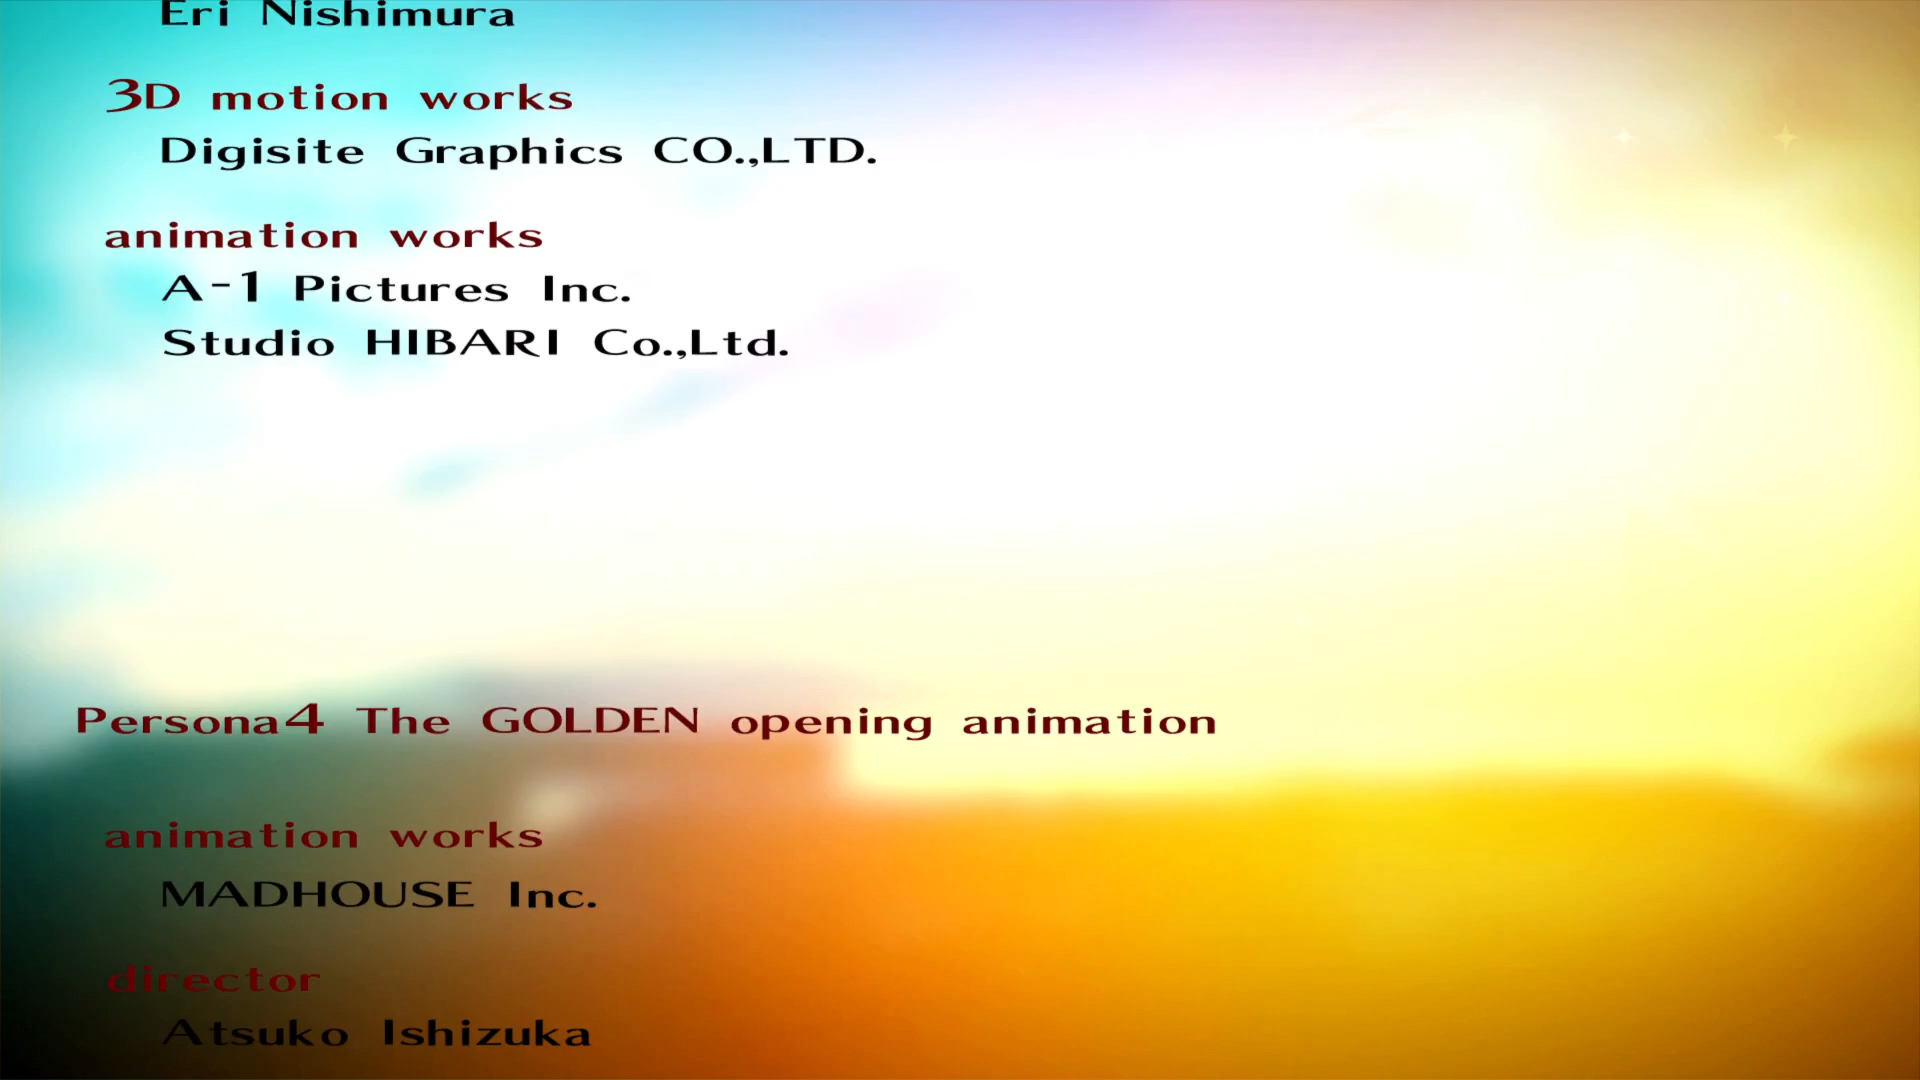 Eri Nishimura
3D motion works
Digisite Graphics CO.,LTD.
animation works
A-1 Pictures Inc.
Studio HIBARI Co.,Ltd.
Persona4 The GOLDEN opening animation
animation works
MADHOUSE Inc.
director
Atsuko Ishizuka